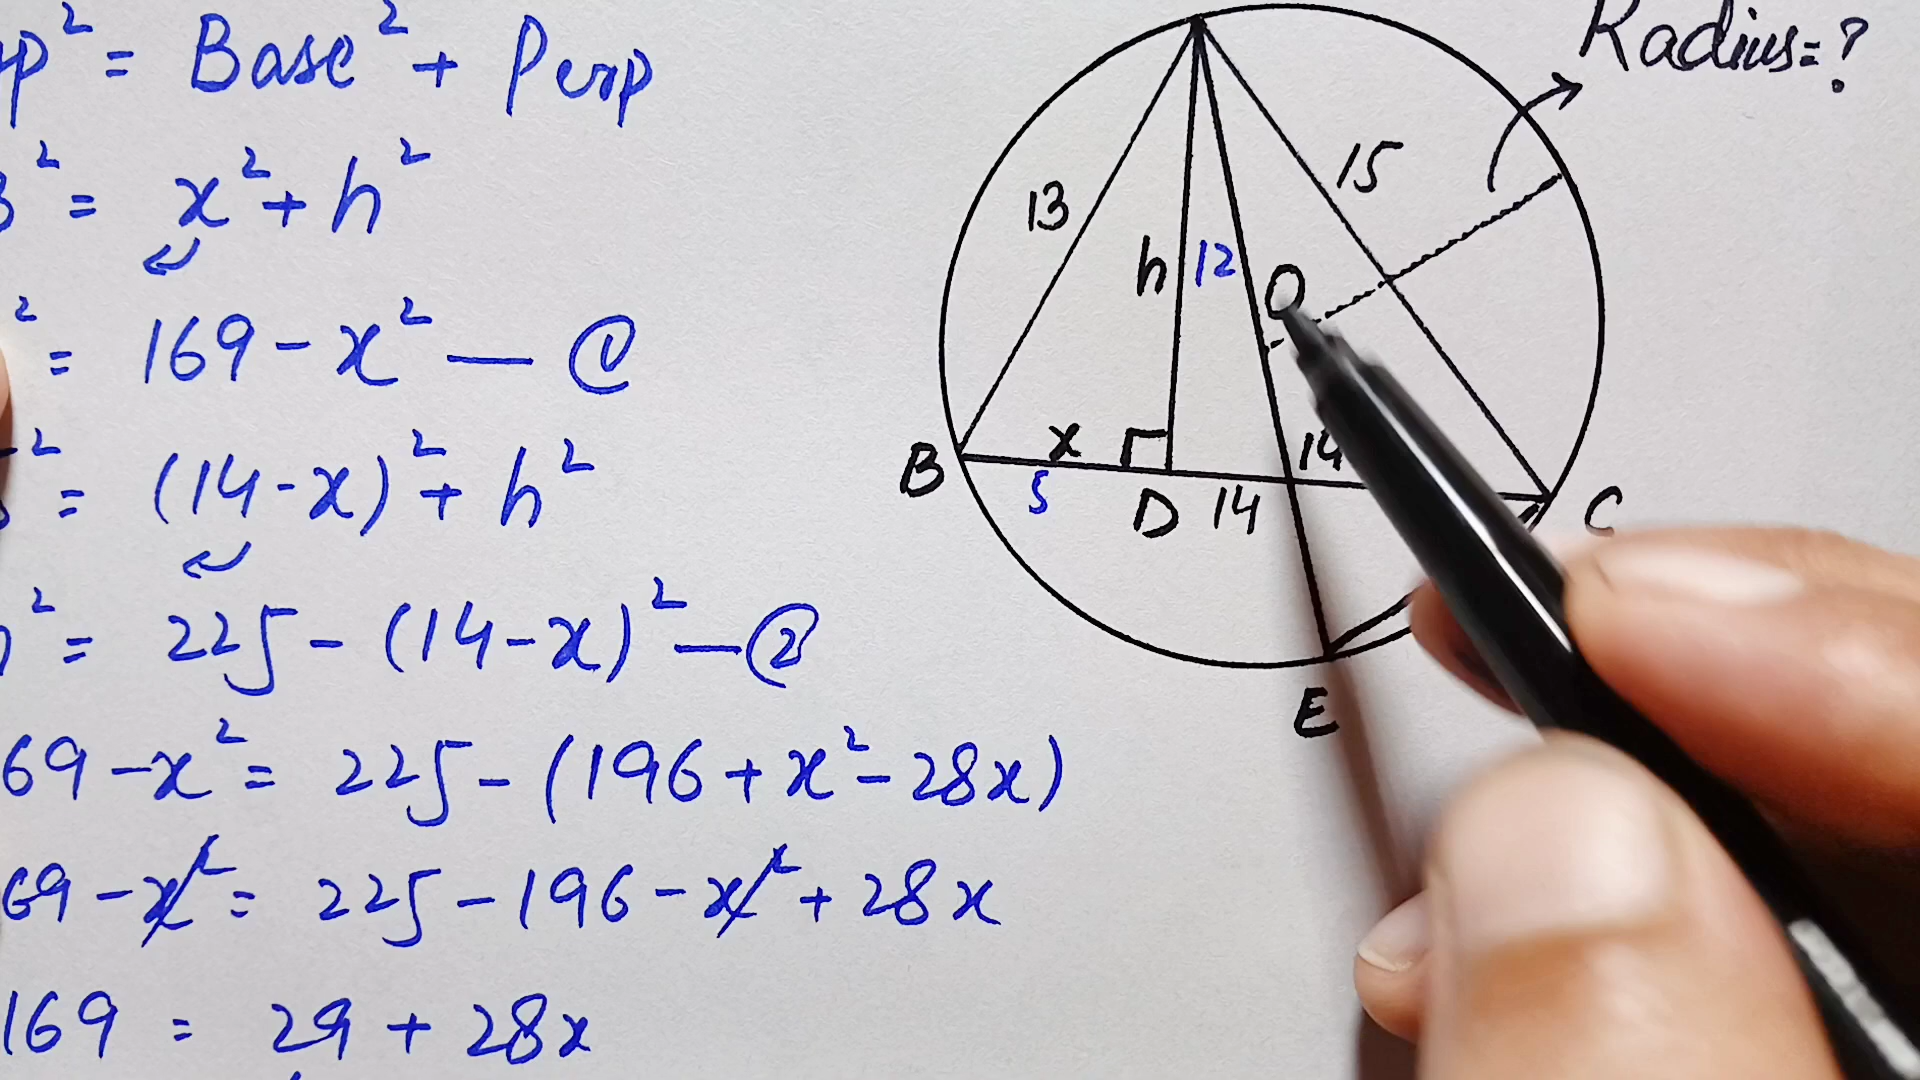 p² = Base² + Perp
3² = x² + h²
² = 169 - x² — ①
² = (14-x)² + h²
h² = 225 - (14-x)² — ②
69 - x² = 225 - (196 + x² - 28x)
69 - x² = 225 - 196 - x² + 28x
169 = 29 + 28x
Radius = ?
13
15
h
12
O
x
14
B
5
D
14
C
E